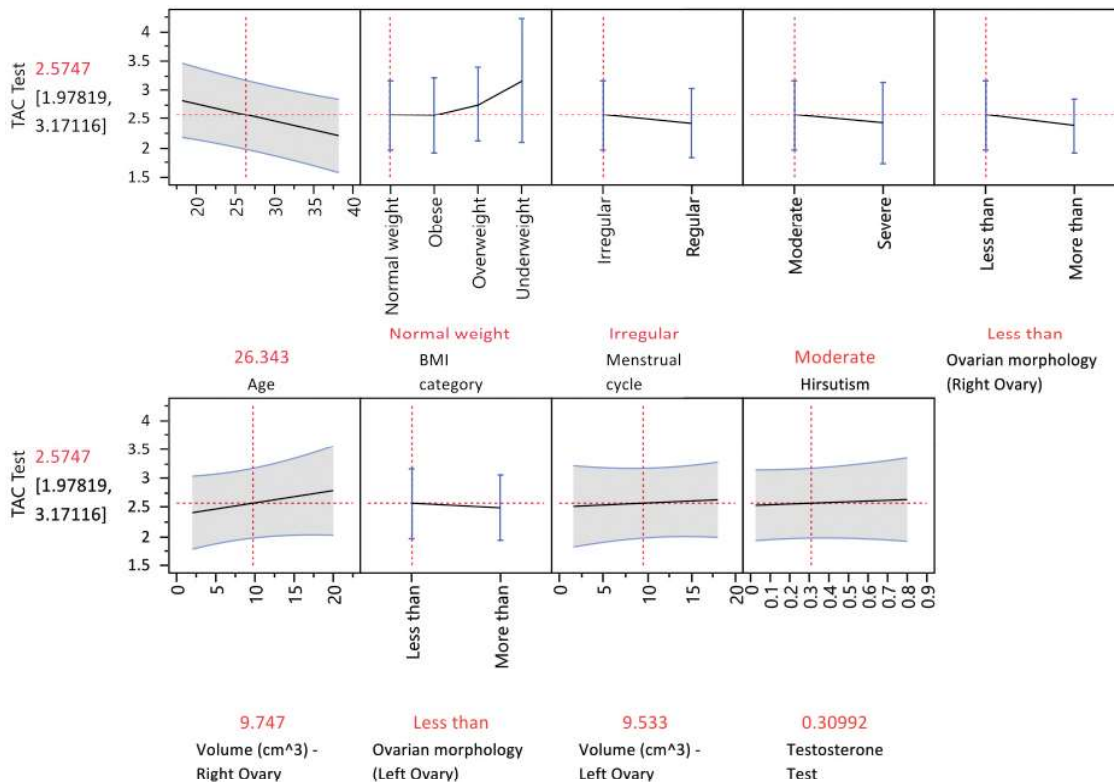 TAC Test
2.5747
[1.97819,
3.17116]
4
3.5
3
2.5
2
1.5
20
25
30
35
40
Normal weight
Obese
Overweight
Underweight
Irregular
Regular
Moderate
Severe
Less than
More than
26.343
Age
Normal weight
BMI
category
Irregular
Menstrual
cycle
Moderate
Hirsutism
Less than
Ovarian morphology
(Right Ovary)
TAC Test
2.5747
[1.97819,
3.17116]
4
3.5
3
2.5
2
1.5
0
5
10
15
20
Less than
More than
0
5
10
15
20
0.1
0.2
0.3
0.4
0.5
0.6
0.7
0.8
0.9
9.747
Volume (cm^3) -
Right Ovary
Less than
Ovarian morphology
(Left Ovary)
9.533
Volume (cm^3) -
Left Ovary
0.30992
Testosterone
Test